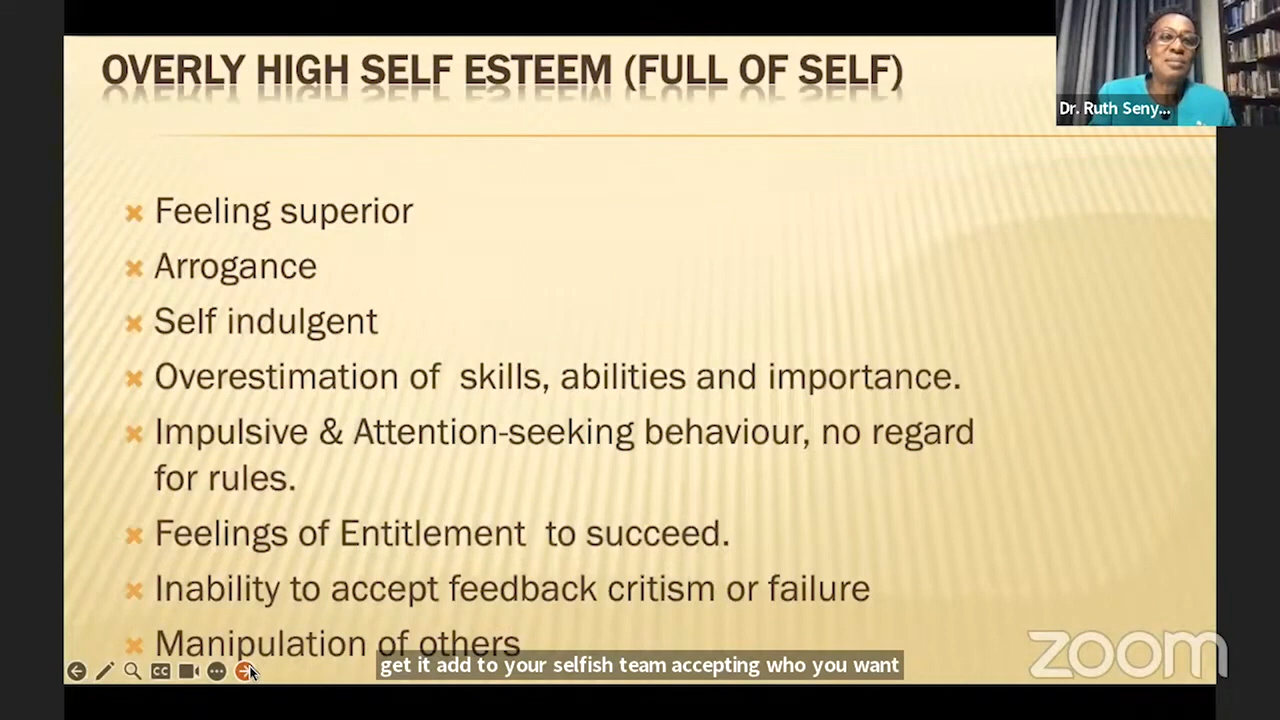 OVERLY HIGH SELF ESTEEM (FULL OF SELF)
Dr. Ruth Seny...
Feeling superior
Arrogance
Self indulgent
Overestimation of skills, abilities and importance.
Impulsive & Attention-seeking behaviour, no regard
for rules.
Feelings of Entitlement to succeed.
Inability to accept feedback critism or failure
Manipulation of others
CC
get it add to your selfish team accepting who you want
zoom